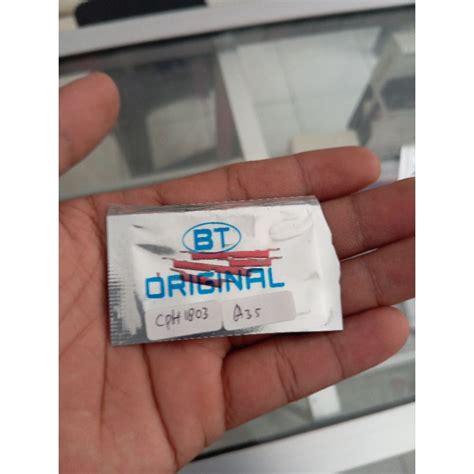 BT
ORIGINAL
CPH1803 A3S